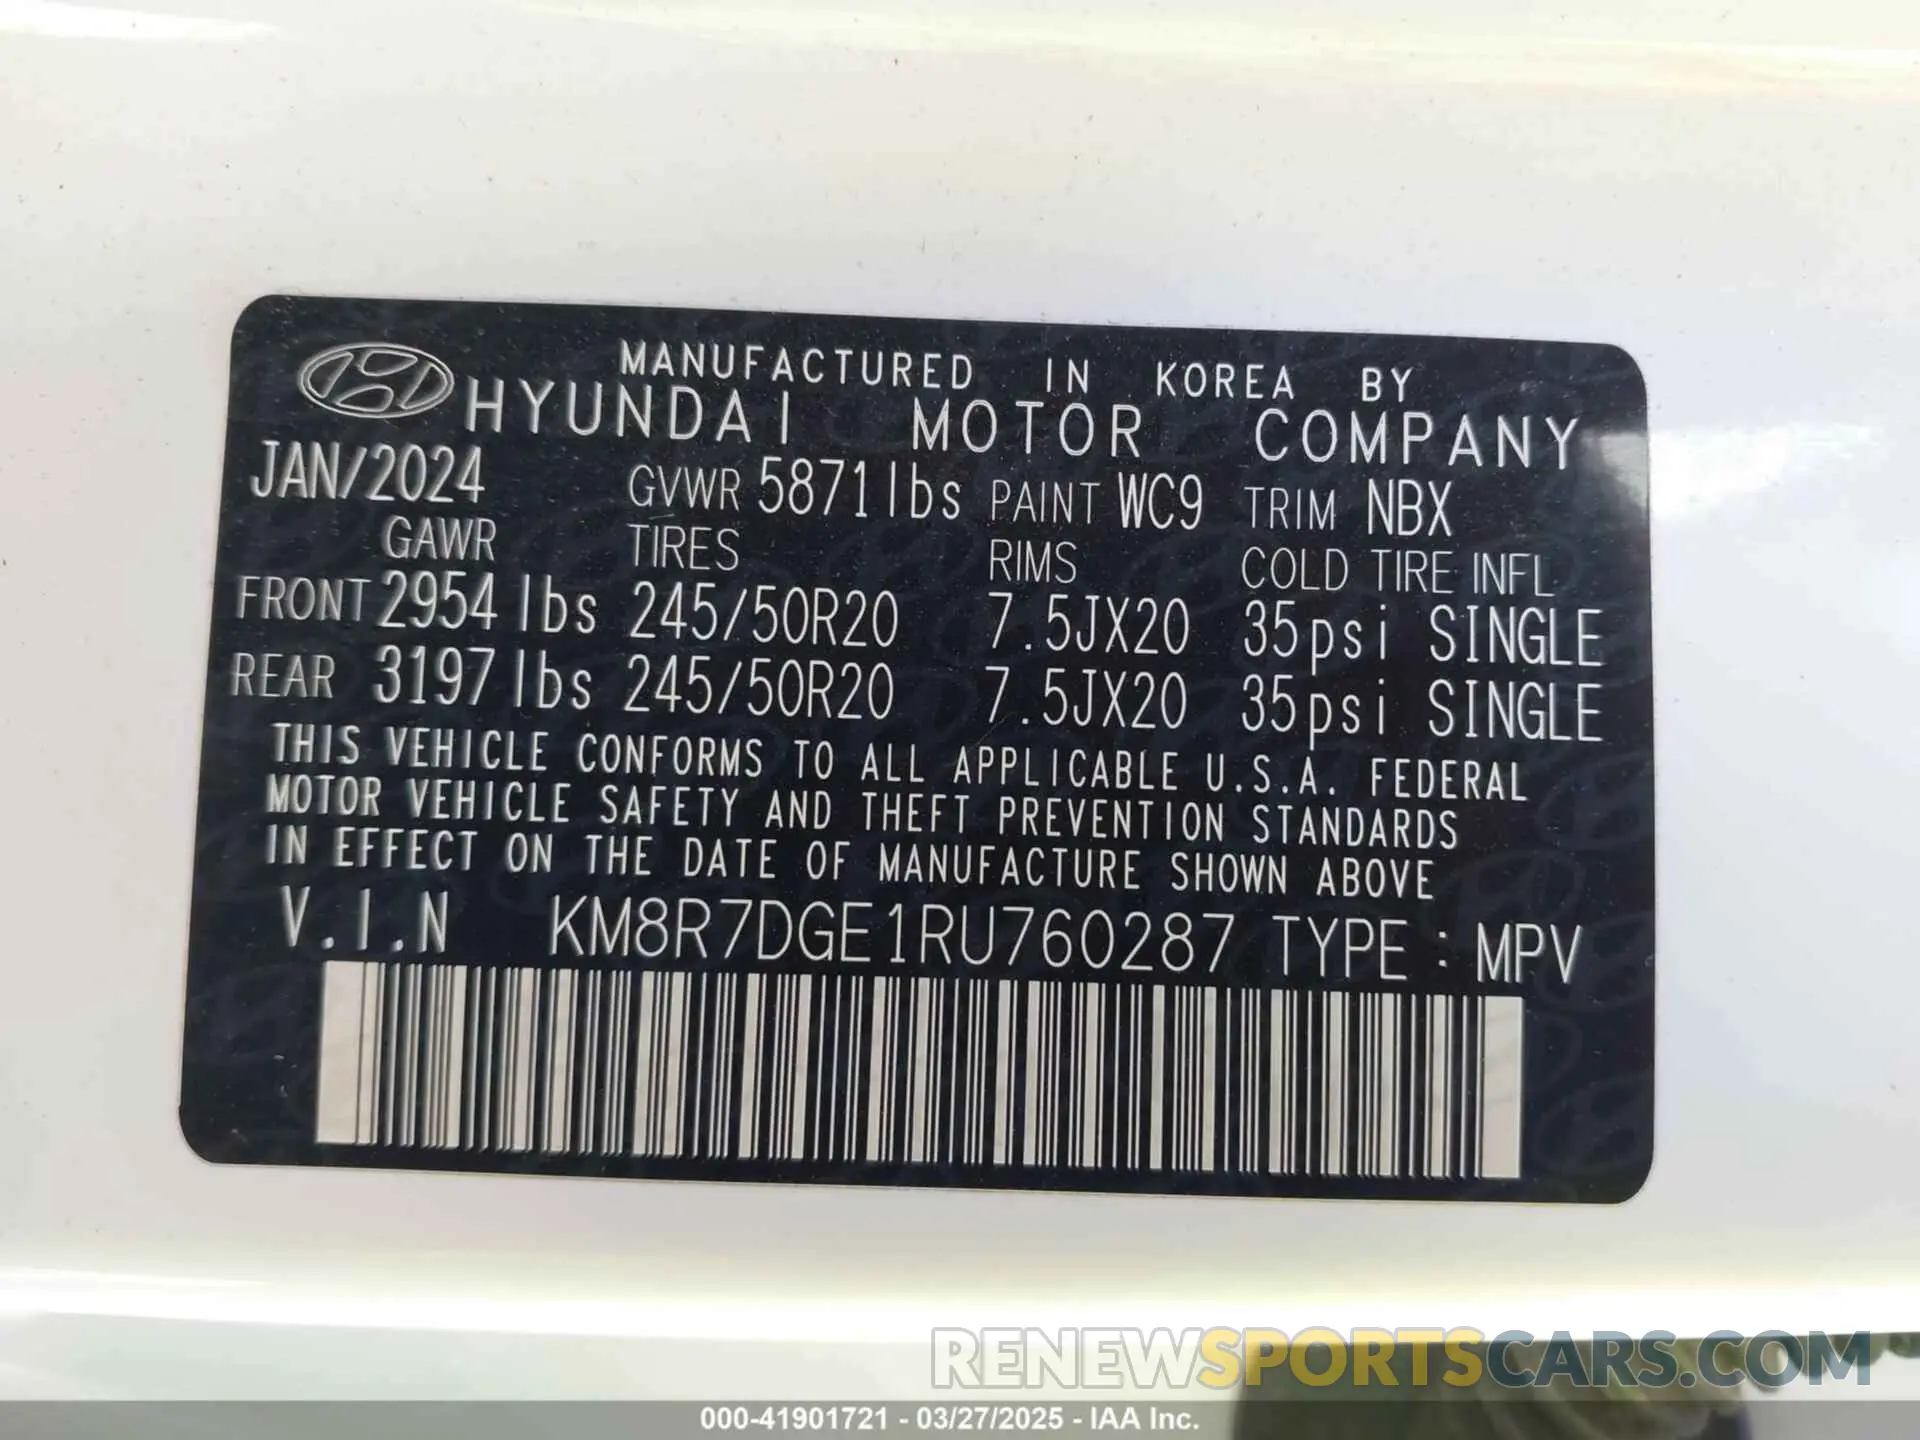 MANUFACTURED IN KOREA BY
HYUNDAI MOTOR COMPANY
JAN/2024 GVWR 5871lbs PAINT WC9 TRIM NBX
GAWR TIRES RIMS COLD TIRE INFL.
FRONT 2954 lbs 245/50R20 7.5JX20 35psi SINGLE
REAR 3197 lbs 245/50R20 7.5JX20 35psi SINGLE
THIS VEHICLE CONFORMS TO ALL APPLICABLE U.S.A. FEDERAL
MOTOR VEHICLE SAFETY AND THEFT PREVENTION STANDARDS
IN EFFECT ON THE DATE OF MANUFACTURE SHOWN ABOVE
V.I.N KM8R7DGE1RU760287 TYPE : MPV
RENEWSPORTSCARS.COM
000-41901721 - 03/27/2025 - IAA Inc.